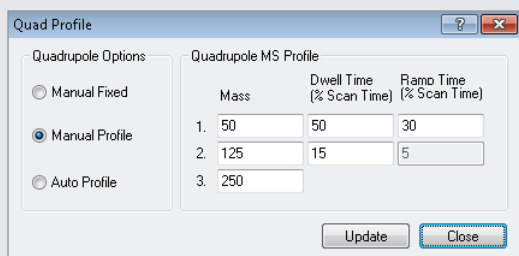 Quad Profile
?
Quadrupole Options
Quadrupole MS Profile
Manual Fixed
Manual Profile
Auto Profile
Mass
Dwell Time
(% Scan Time)
Ramp Time
(% Scan Time)
1. 50 50 30
2. 125 15 5
3. 250
Update
Close